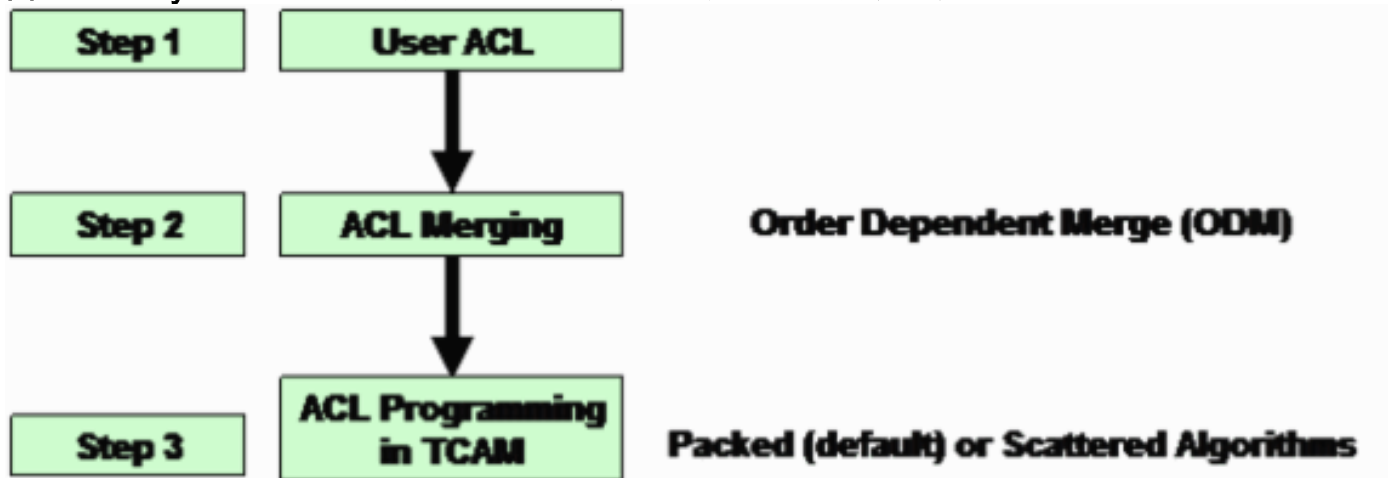 Step 1
User ACL
Step 2
ACL Merging
Order Dependent Merge (ODM)
Step 3
ACL Programming
in TCAM
Packed (default) or Scattered Algorithms